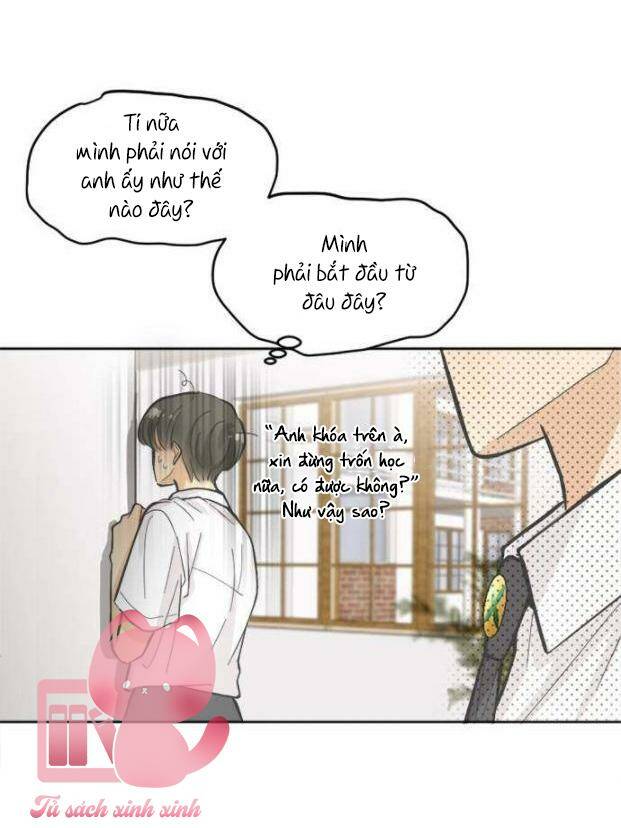 Tí nữa
mình phải nói với
anh ấy như thế
nào đây?
Mình
phải bắt đầu từ
đâu đây?
“Anh khóa trên à,
xin đừng trốn học
nữa, có được không?”
Như vậy sao?
Tủ sách xinh xinh